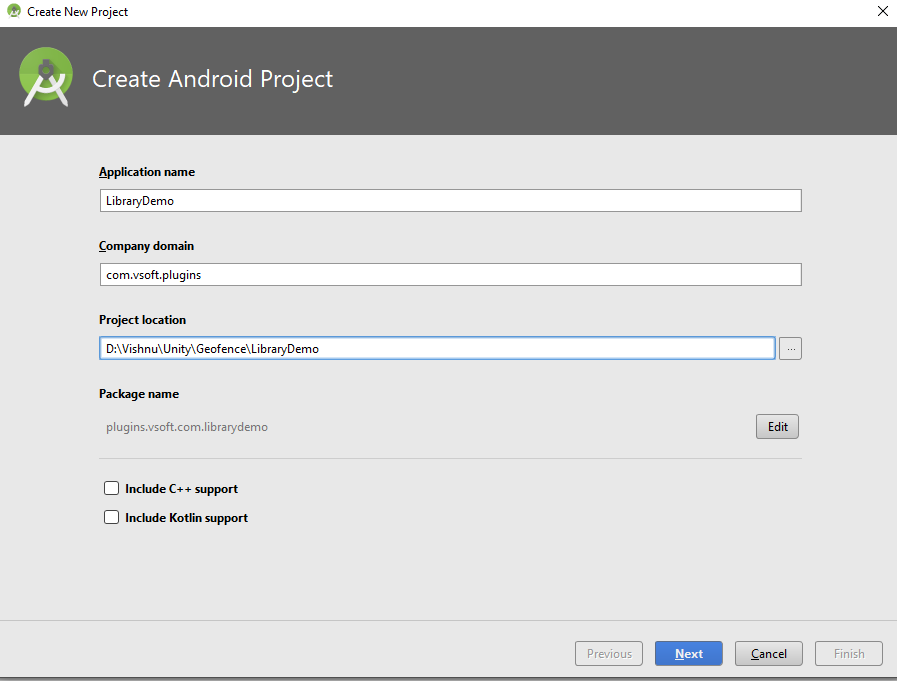 Create New Project
Create Android Project
Application name
LibraryDemo
Company domain
com.vsoft.plugins
Project location
D:\Vishnu\Unity\Geofence\LibraryDemo
...
Package name
plugins.vsoft.com.librarydemo
Edit
Include C++ support
Include Kotlin support
Previous Next Cancel Finish